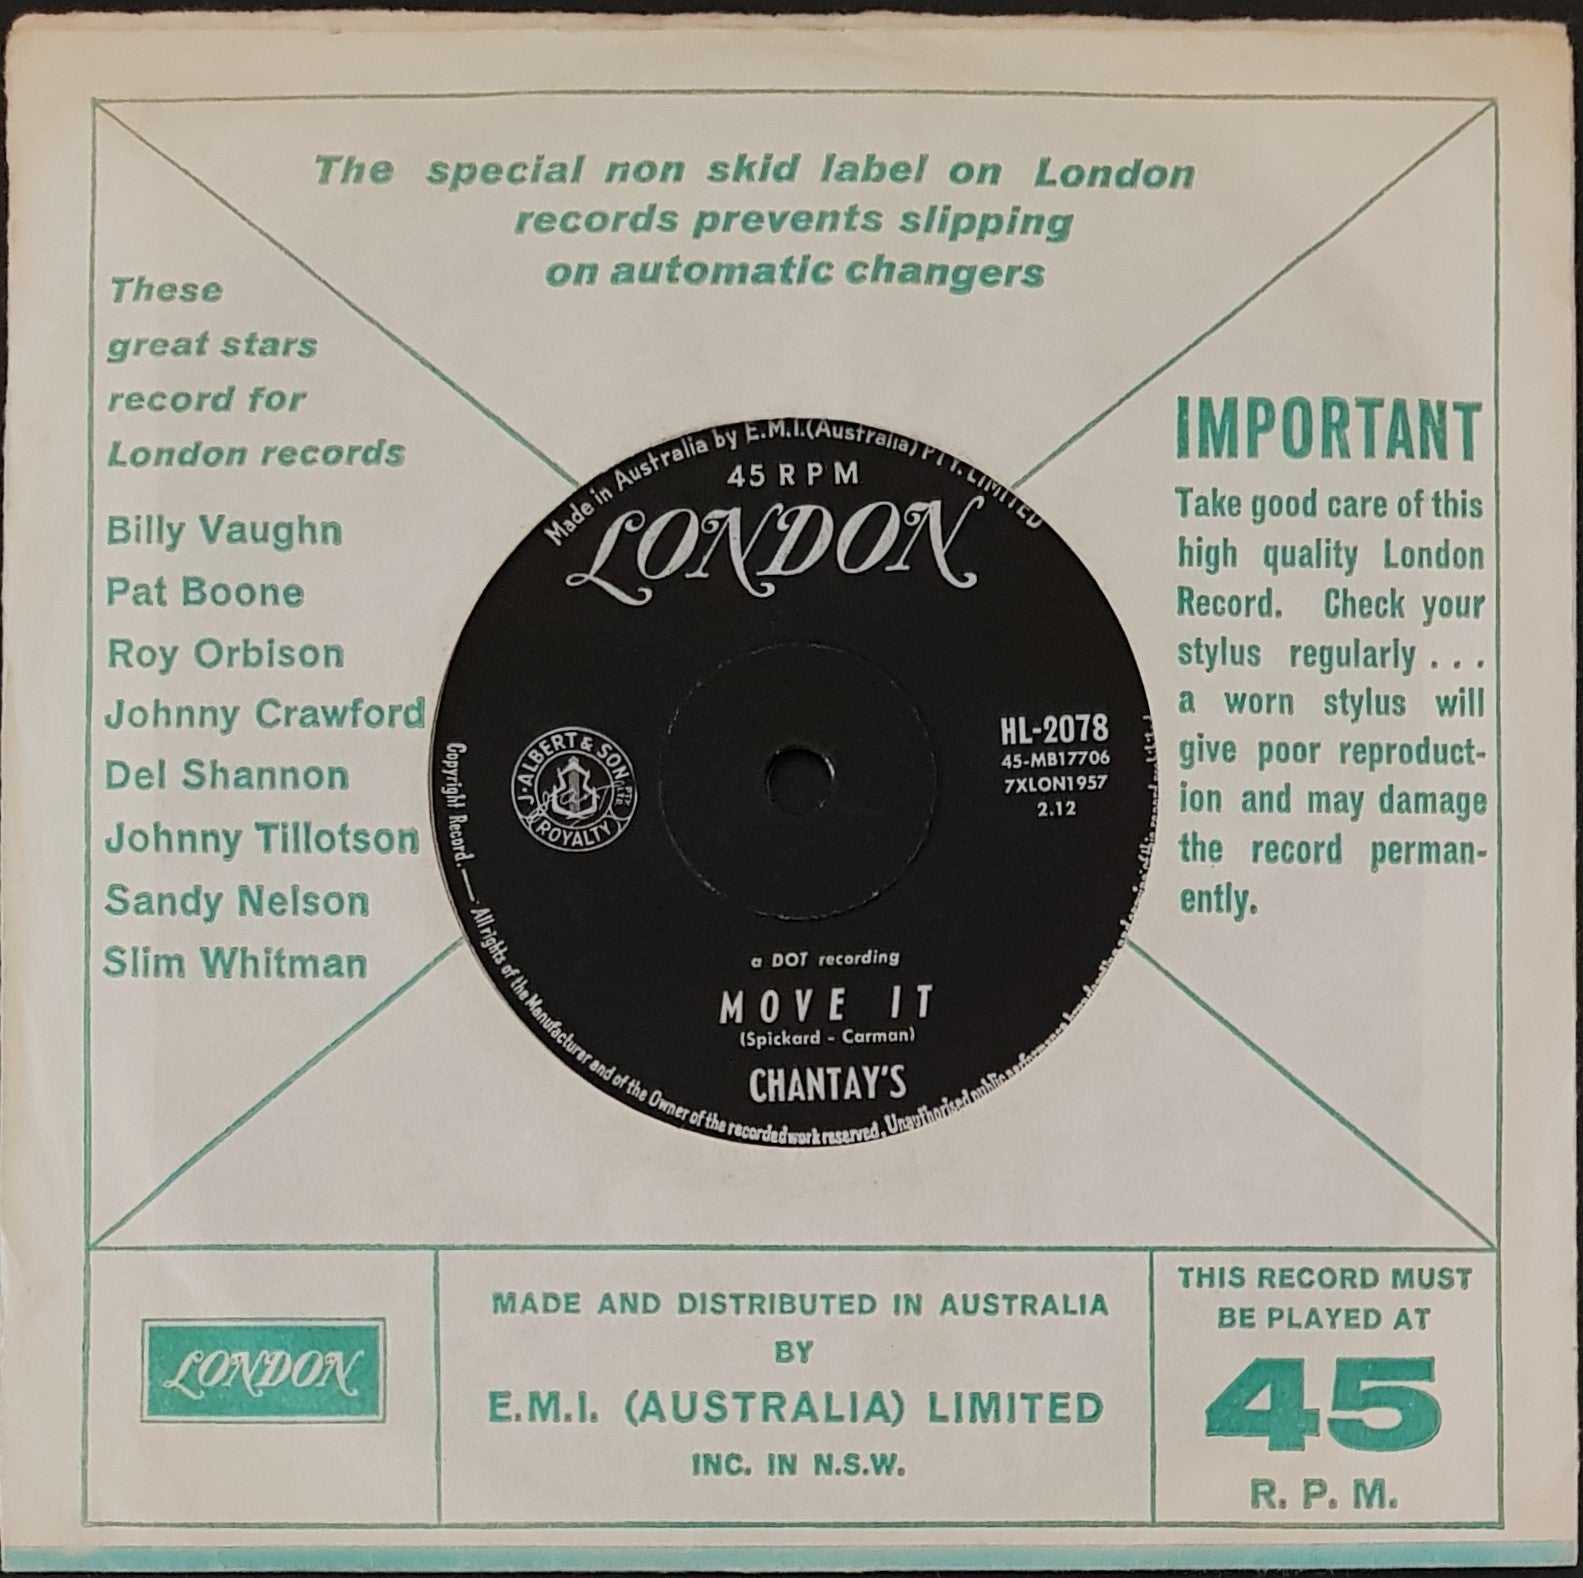 The special non skid label on London
records prevents slipping
on automatic changers
These
great stars
record for
London records
Billy Vaughn
Pat Boone
Roy Orbison
Johnny Crawford
Del Shannon
Johnny Tillotson
Sandy Nelson
Slim Whitman
Made in Australia by E.M.I.(Australia) PTY. LIMITED
45 RPM
LONDON
J. ALBERT & SON PTY LTD
ROYALTY
HL-2078
45-MB17706
7XLON1957
2.12
a DOT recording
MOVE IT
(Spickard - Carman)
CHANTAY'S
Copyright Record. — All rights of the Manufacturer and of the Owner of the recorded work reserved. Unauthorised public performance
IMPORTANT
Take good care of this
high quality London
Record. Check your
stylus regularly . . .
a worn stylus will
give poor reproduct-
ion and may damage
the record perman-
ently.
LONDON
MADE AND DISTRIBUTED IN AUSTRALIA
BY
E.M.I. (AUSTRALIA) LIMITED
INC. IN N.S.W.
THIS RECORD MUST
BE PLAYED AT
45
R. P. M.